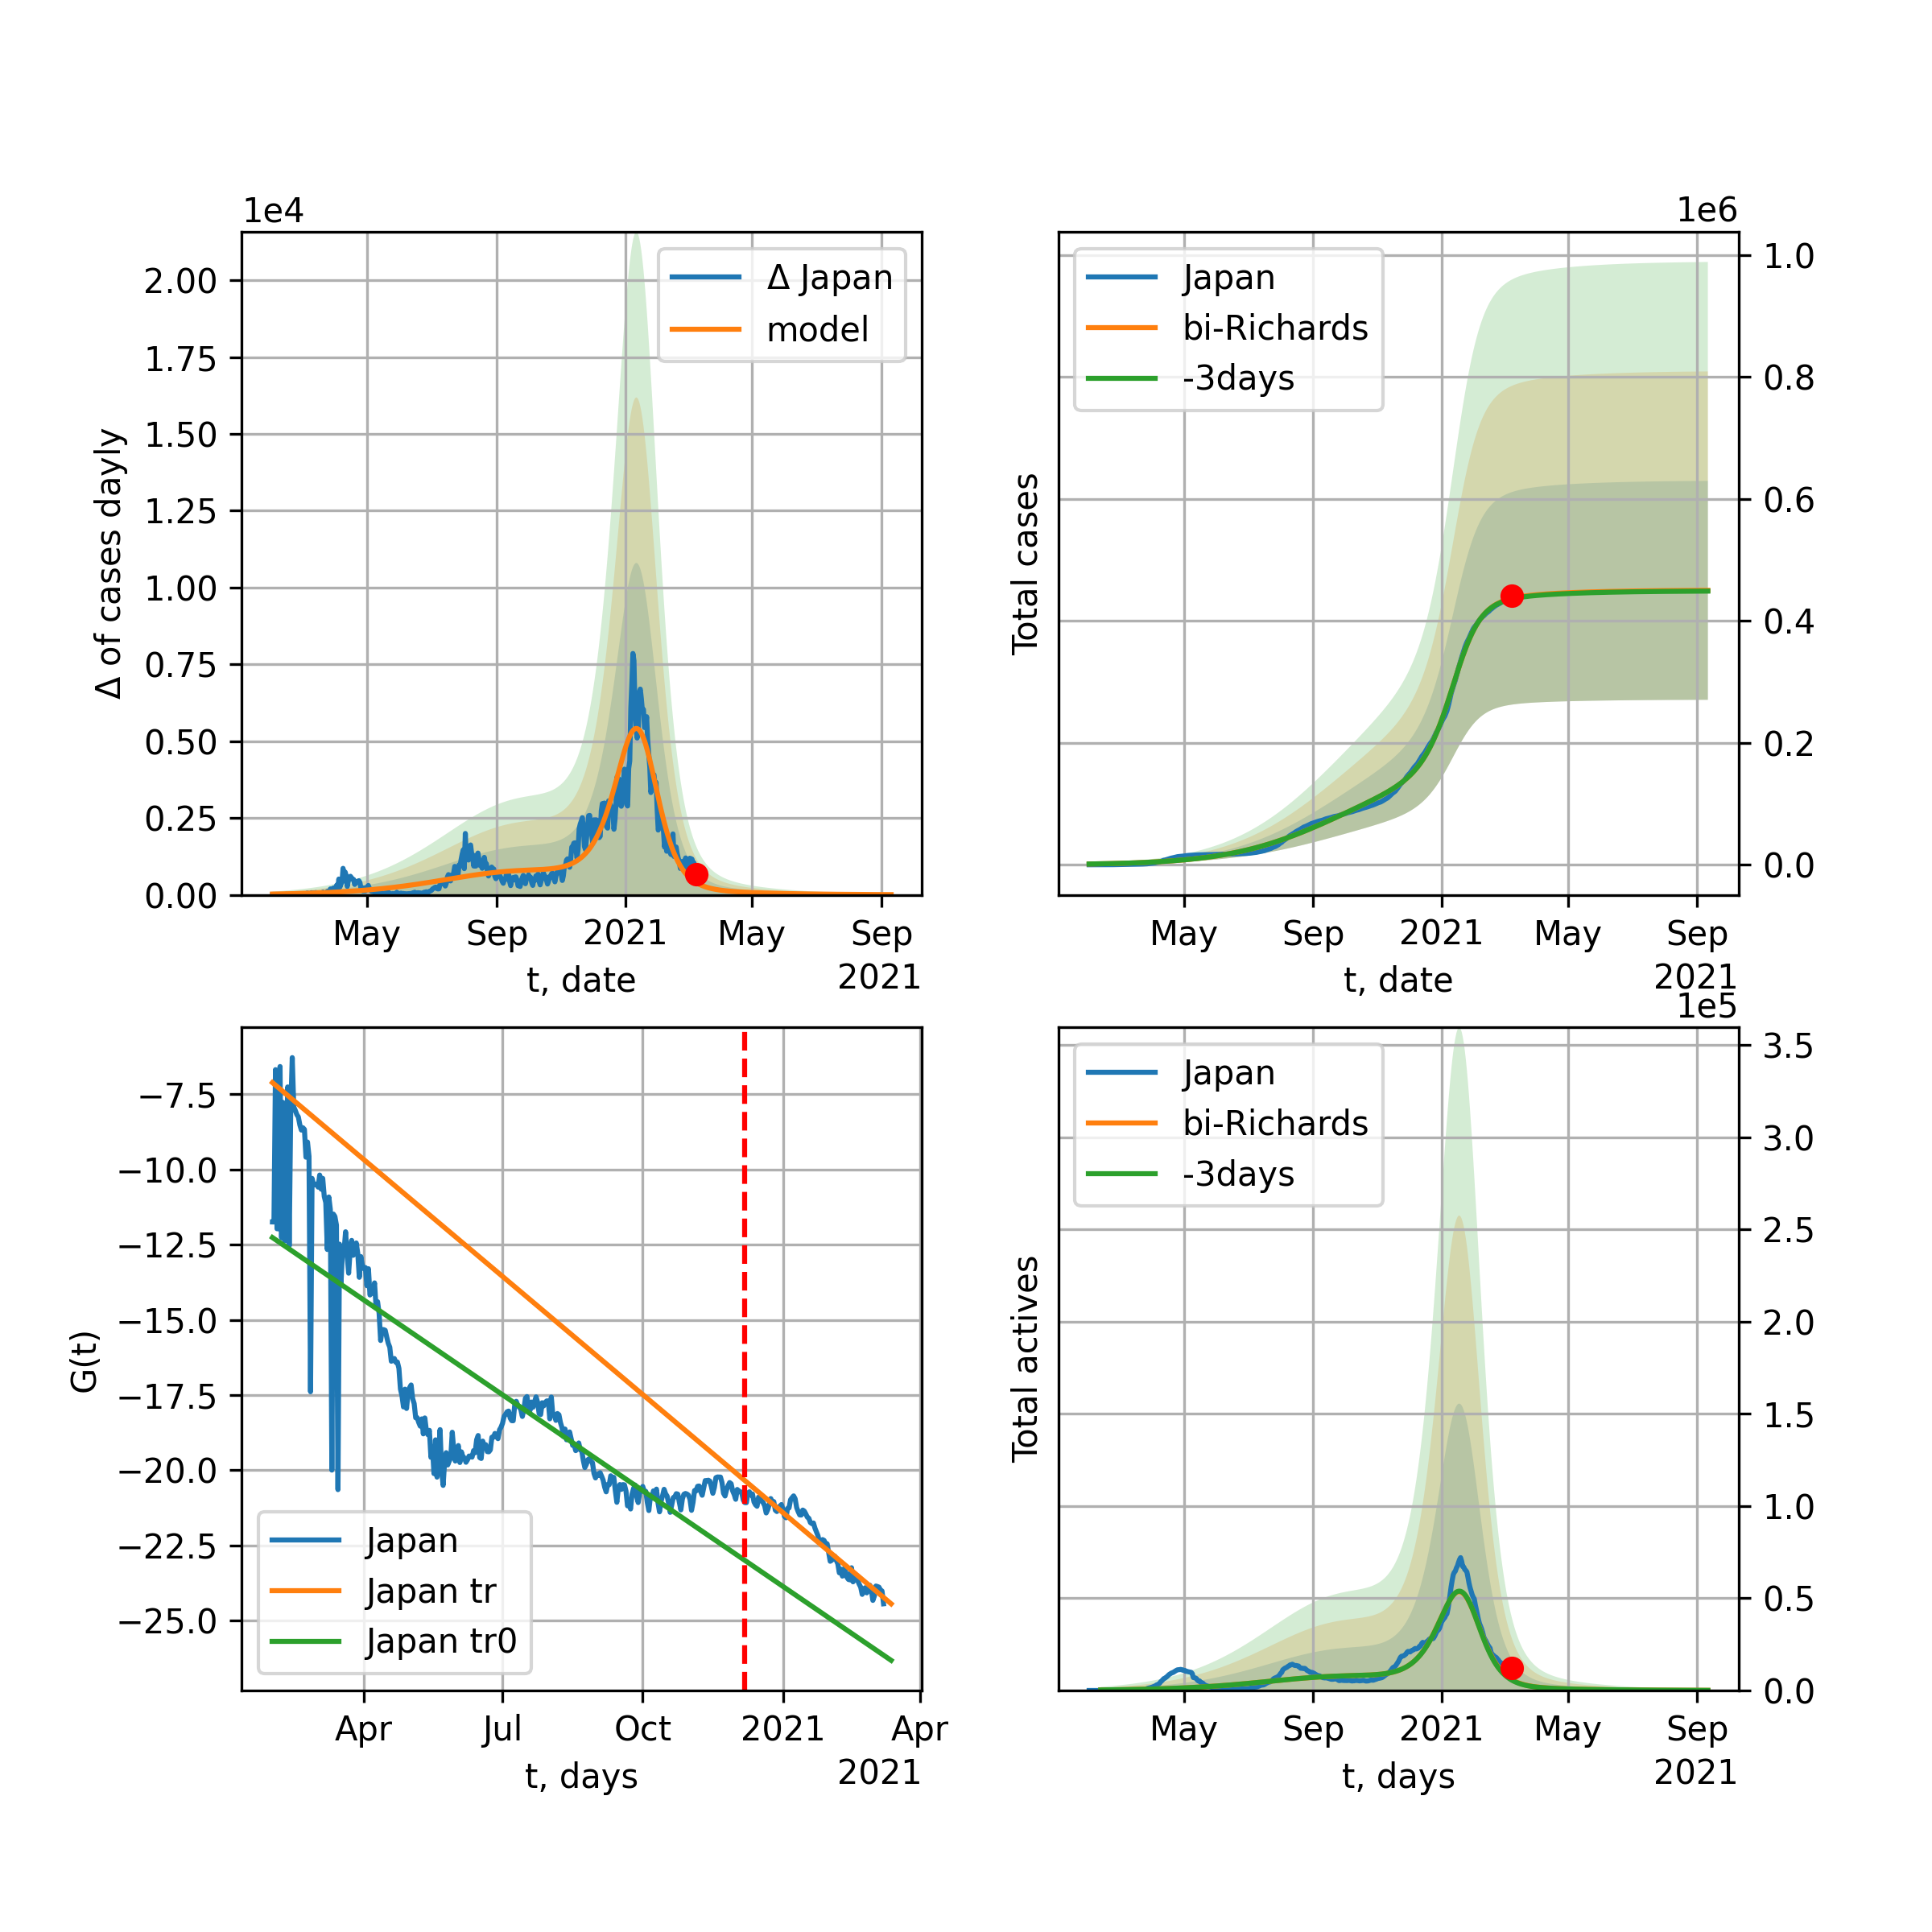 1e4
2.00
1.75
1.50
1.25
1.00
0.75
0.50
0.25
0.00
Δ of cases dayly
Δ Japan
model
May Sep 2021 May Sep
t, date 2021
1e6
1.0
0.8
0.6
0.4
0.2
0.0
Total cases
Japan
bi-Richards
-3days
May Sep 2021 May Sep
t, date 2021
−7.5
−10.0
−12.5
−15.0
−17.5
−20.0
−22.5
−25.0
G(t)
Japan
Japan tr
Japan tr0
Apr Jul Oct 2021 Apr
t, days 2021
1e5
3.5
3.0
2.5
2.0
1.5
1.0
0.5
0.0
Total actives
Japan
bi-Richards
-3days
May Sep 2021 May Sep
t, days 2021